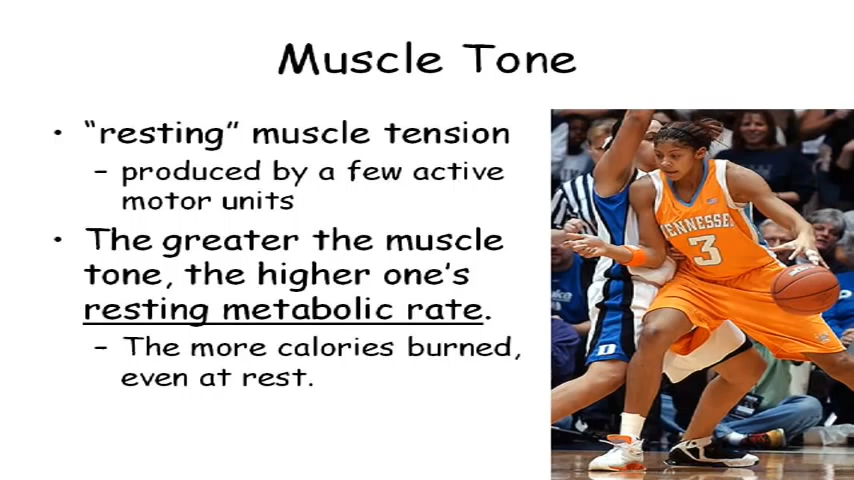 Muscle Tone
• “resting” muscle tension
– produced by a few active
motor units
• The greater the muscle
tone, the higher one’s
resting metabolic rate.
– The more calories burned,
even at rest.
TENNESSEE
3
D